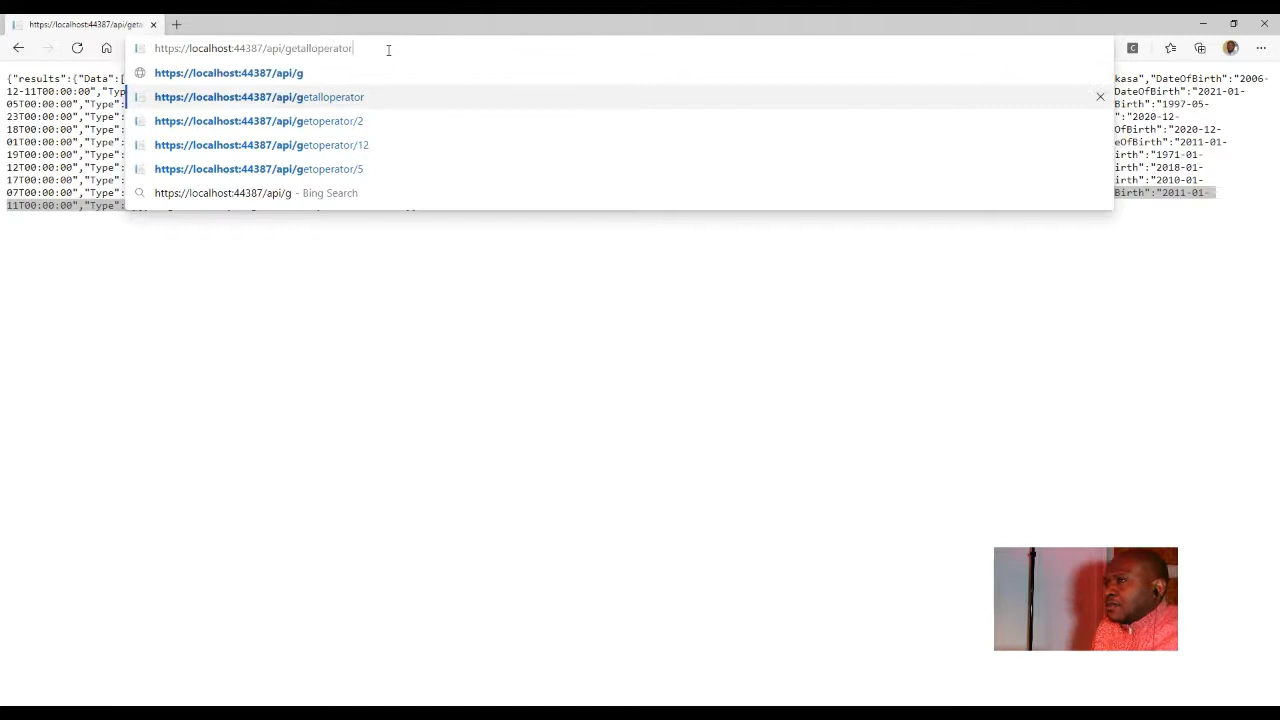 https://localhost:44387/api/geta
https://localhost:44387/api/getalloperator
https://localhost:44387/api/g
https://localhost:44387/api/getalloperator
https://localhost:44387/api/getoperator/2
https://localhost:44387/api/getoperator/12
https://localhost:44387/api/getoperator/5
https://localhost:44387/api/g - Bing Search
{"results":{"Data":[ kasa","DateOfBirth":"2006-
12-11T00:00:00","Typ DateOfBirth":"2021-01-
05T00:00:00","Type": Birth":"1997-05-
23T00:00:00","Type": ":"2020-12-
18T00:00:00","Type": OfBirth":"2020-12-
01T00:00:00","Type": ofBirth":"2011-01-
19T00:00:00","Type": irth":"1971-01-
12T00:00:00","Type": irth":"2018-01-
17T00:00:00","Type": irth":"2010-01-
07T00:00:00","Type": Birth":"2011-01-
11T00:00:00","Type":